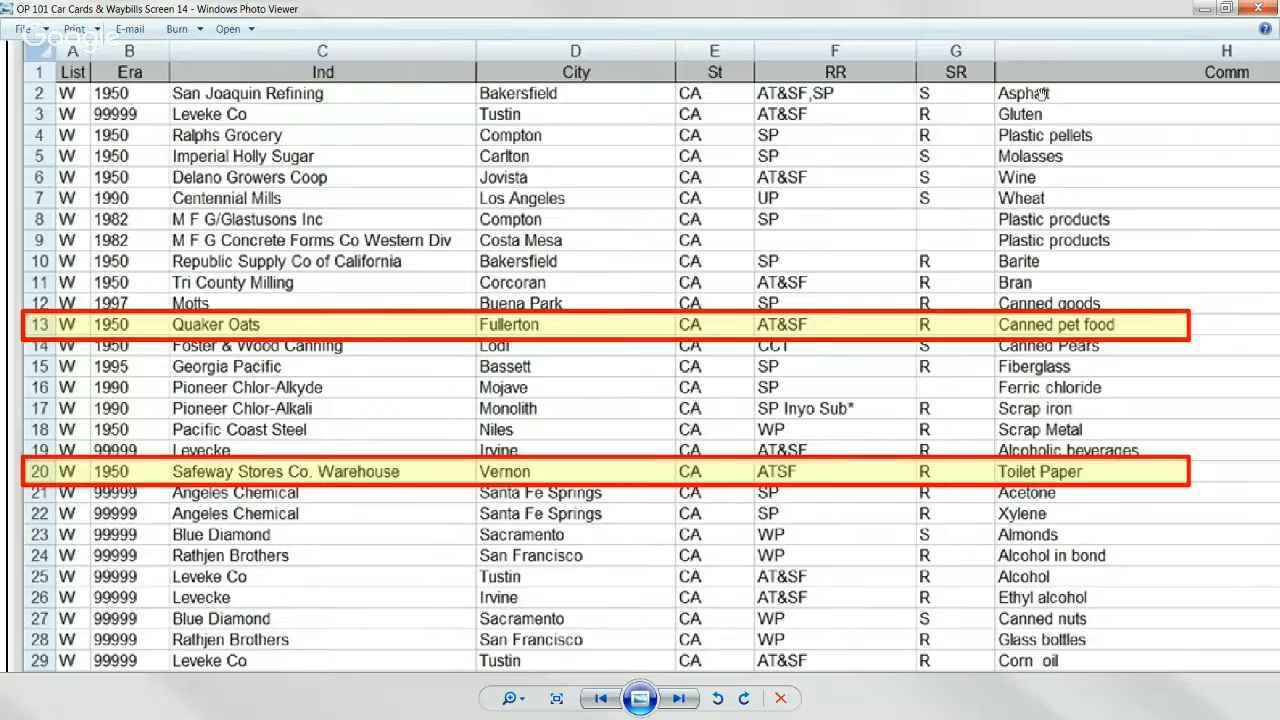 OP 101 Car Cards & Waybills Screen 14 - Windows Photo Viewer
File Print E-mail Burn Open
Google
A B C D E F G H
1 List Era Ind City St RR SR Comm
2 W 1950 San Joaquin Refining Bakersfield CA AT&SF,SP S Asphalt
3 W 99999 Leveke Co Tustin CA AT&SF R Gluten
4 W 1950 Ralphs Grocery Compton CA SP R Plastic pellets
5 W 1950 Imperial Holly Sugar Carlton CA SP S Molasses
6 W 1950 Delano Growers Coop Jovista CA AT&SF S Wine
7 W 1990 Centennial Mills Los Angeles CA UP S Wheat
8 W 1982 M F G/Glastusons Inc Compton CA SP Plastic products
9 W 1982 M F G Concrete Forms Co Western Div Costa Mesa CA Plastic products
10 W 1950 Republic Supply Co of California Bakersfield CA SP R Barite
11 W 1950 Tri County Milling Corcoran CA AT&SF R Bran
12 W 1997 Motts Buena Park CA SP R Canned goods
13 W 1950 Quaker Oats Fullerton CA AT&SF R Canned pet food
14 W 1950 Foster & Wood Canning Lodi CA CCT S Canned Pears
15 W 1995 Georgia Pacific Bassett CA SP R Fiberglass
16 W 1990 Pioneer Chlor-Alkyde Mojave CA SP Ferric chloride
17 W 1990 Pioneer Chlor-Alkali Monolith CA SP Inyo Sub* R Scrap iron
18 W 1950 Pacific Coast Steel Niles CA WP R Scrap Metal
19 W 99999 Levecke Irvine CA AT&SF R Alcoholic beverages
20 W 1950 Safeway Stores Co. Warehouse Vernon CA ATSF R Toilet Paper
21 W 99999 Angeles Chemical Santa Fe Springs CA SP R Acetone
22 W 99999 Angeles Chemical Santa Fe Springs CA SP R Xylene
23 W 99999 Blue Diamond Sacramento CA WP S Almonds
24 W 99999 Rathjen Brothers San Francisco CA WP R Alcohol in bond
25 W 99999 Leveke Co Tustin CA AT&SF R Alcohol
26 W 99999 Levecke Irvine CA AT&SF R Ethyl alcohol
27 W 99999 Blue Diamond Sacramento CA WP S Canned nuts
28 W 99999 Rathjen Brothers San Francisco CA WP R Glass bottles
29 W 99999 Leveke Co Tustin CA AT&SF R Corn oil